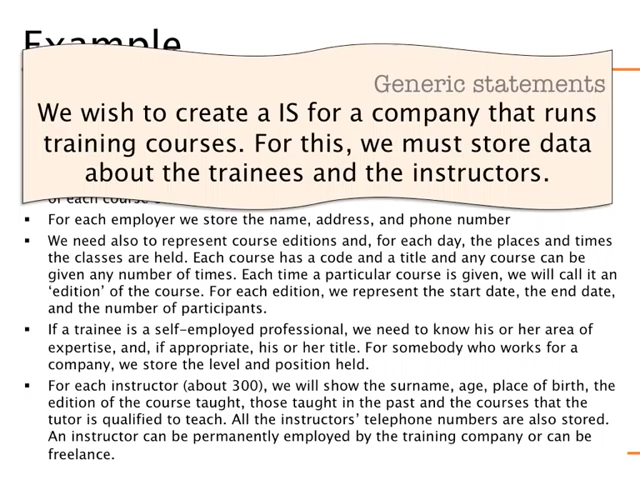 Example
Generic statements
We wish to create a IS for a company that runs
training courses. For this, we must store data
about the trainees and the instructors.
of each course
▪ For each employer we store the name, address, and phone number
▪ We need also to represent course editions and, for each day, the places and times
the classes are held. Each course has a code and a title and any course can be
given any number of times. Each time a particular course is given, we will call it an
‘edition’ of the course. For each edition, we represent the start date, the end date,
and the number of participants.
▪ If a trainee is a self-employed professional, we need to know his or her area of
expertise, and, if appropriate, his or her title. For somebody who works for a
company, we store the level and position held.
▪ For each instructor (about 300), we will show the surname, age, place of birth, the
edition of the course taught, those taught in the past and the courses that the
tutor is qualified to teach. All the instructors’ telephone numbers are also stored.
An instructor can be permanently employed by the training company or can be
freelance.